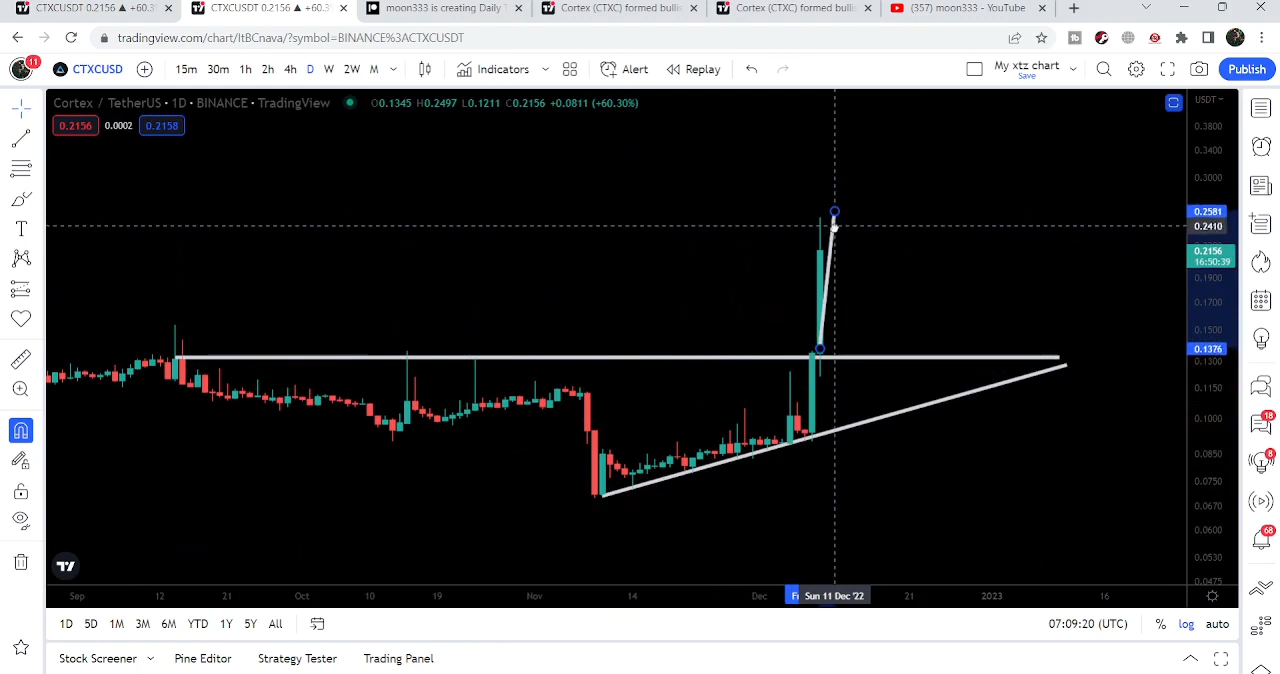 CTXCUSDT 0.2156 ▲ +60.3
CTXCUSDT 0.2156 ▲ +60.3
moon333 is creating Daily T
Cortex (CTXC) formed bullis
Cortex (CTXC) formed bullis
(357) moon333 - YouTube
tradingview.com/chart/ItBCnava/?symbol=BINANCE%3ACTXCUSDT
11
CTXCUSDT
15m 30m 1h 2h 4h D W 2W M
Indicators
Alert
Replay
My xtz chart
Save
Publish
Cortex / TetherUS • 1D • BINANCE • TradingView
O0.1345 H0.2497 L0.1211 C0.2156 +0.0811 (+60.30%)
USDT
0.2156 0.0002 0.2158
0.3800
0.3400
0.3000
0.2581
0.2410
0.2156
16:50:39
0.1900
0.1700
0.1500
0.1376
0.1300
0.1150
0.1000
0.0850
0.0750
0.0670
0.0600
0.0530
0.0475
18
8
68
Sep 12 21 Oct 10 19 Nov 14 Dec Sun 11 Dec '22 21 2023 16
1D 5D 1M 3M 6M YTD 1Y 5Y All
07:09:20 (UTC) % log auto
Stock Screener
Pine Editor
Strategy Tester
Trading Panel